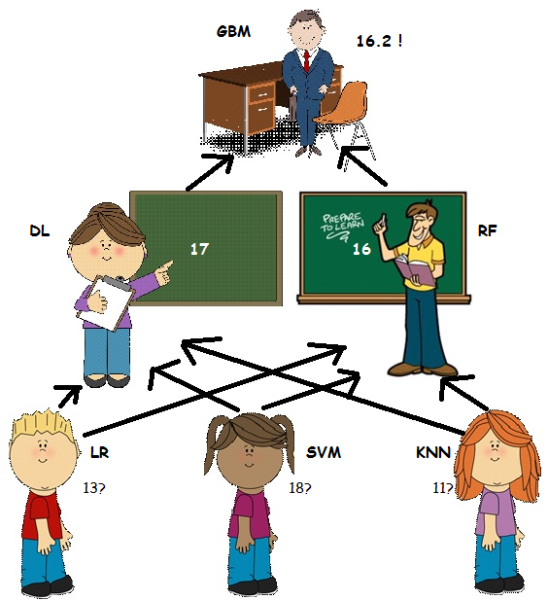 GBM
16.2 !
DL
17
PREPARE
TO LEARN
16
RF
LR
13?
SVM
18?
KNN
11?